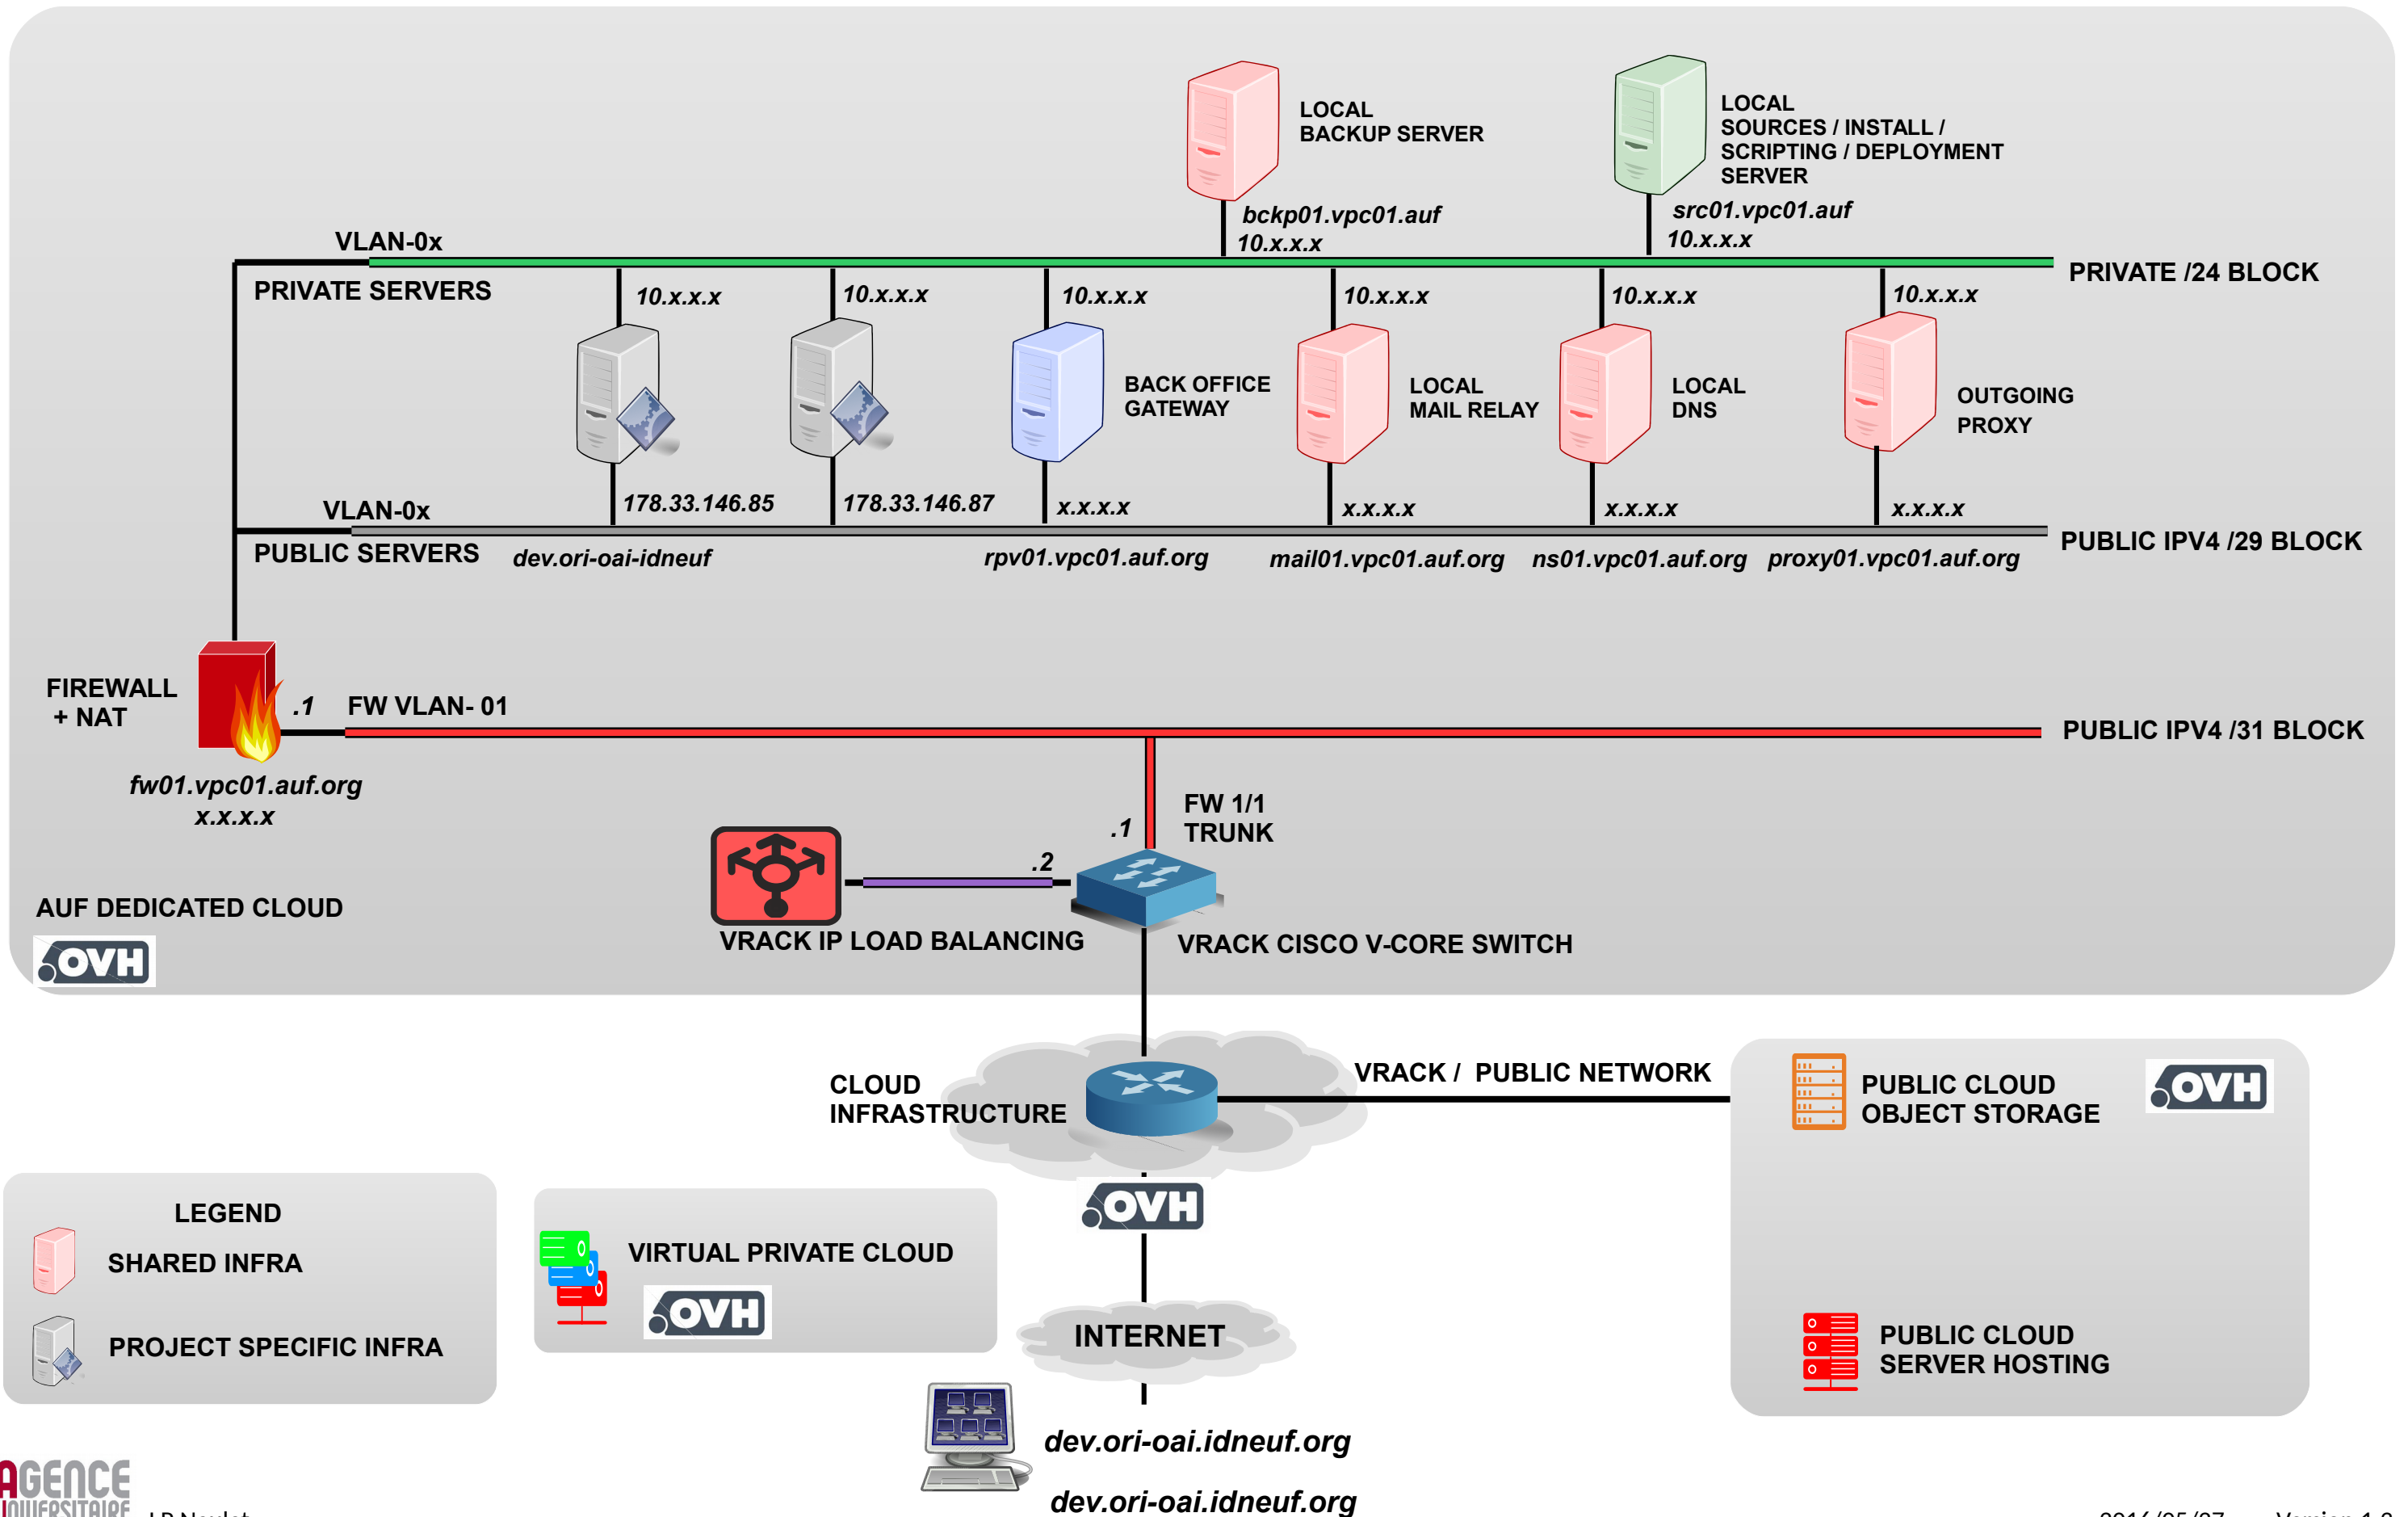 LOCAL
BACKUP SERVER
LOCAL
SOURCES / INSTALL /
SCRIPTING / DEPLOYMENT
SERVER
bckp01.vpc01.auf
10.x.x.x
src01.vpc01.auf
10.x.x.x
VLAN-0x
PRIVATE SERVERS
PRIVATE /24 BLOCK
10.x.x.x
10.x.x.x
10.x.x.x
10.x.x.x
10.x.x.x
10.x.x.x
BACK OFFICE
GATEWAY
LOCAL
MAIL RELAY
LOCAL
DNS
OUTGOING
PROXY
178.33.146.85
178.33.146.87
x.x.x.x
x.x.x.x
x.x.x.x
x.x.x.x
VLAN-0x
PUBLIC SERVERS
PUBLIC IPV4 /29 BLOCK
dev.ori-oai-idneuf
rpv01.vpc01.auf.org
mail01.vpc01.auf.org
ns01.vpc01.auf.org
proxy01.vpc01.auf.org
FIREWALL
+ NAT
.1
FW VLAN- 01
PUBLIC IPV4 /31 BLOCK
fw01.vpc01.auf.org
x.x.x.x
FW 1/1
TRUNK
.1
.2
VRACK IP LOAD BALANCING
VRACK CISCO V-CORE SWITCH
AUF DEDICATED CLOUD
OVH
CLOUD
INFRASTRUCTURE
VRACK / PUBLIC NETWORK
PUBLIC CLOUD
OBJECT STORAGE
OVH
OVH
LEGEND
SHARED INFRA
PROJECT SPECIFIC INFRA
VIRTUAL PRIVATE CLOUD
OVH
INTERNET
PUBLIC CLOUD
SERVER HOSTING
dev.ori-oai.idneuf.org
dev.ori-oai.idneuf.org
AGENCE
UNIVERSITAIRE